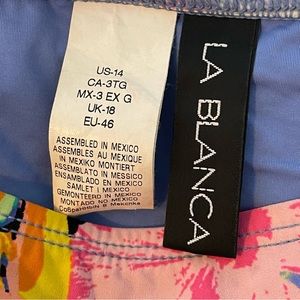 US-14
CA-3TG
MX-3 EX G
UK-18
EU-46
ASSEMBLED IN MEXICO
ASSEMBLES AU MEXIQUE
IN MEXIKO MONTIERT
ASSEMBLATO IN MESSICO
ENSAMBLADO EN MEXICO
SAMLET I MEXICO
GEMONTEERD IN MEXICO
MONTADO NO MEXICO
LA BLANCA